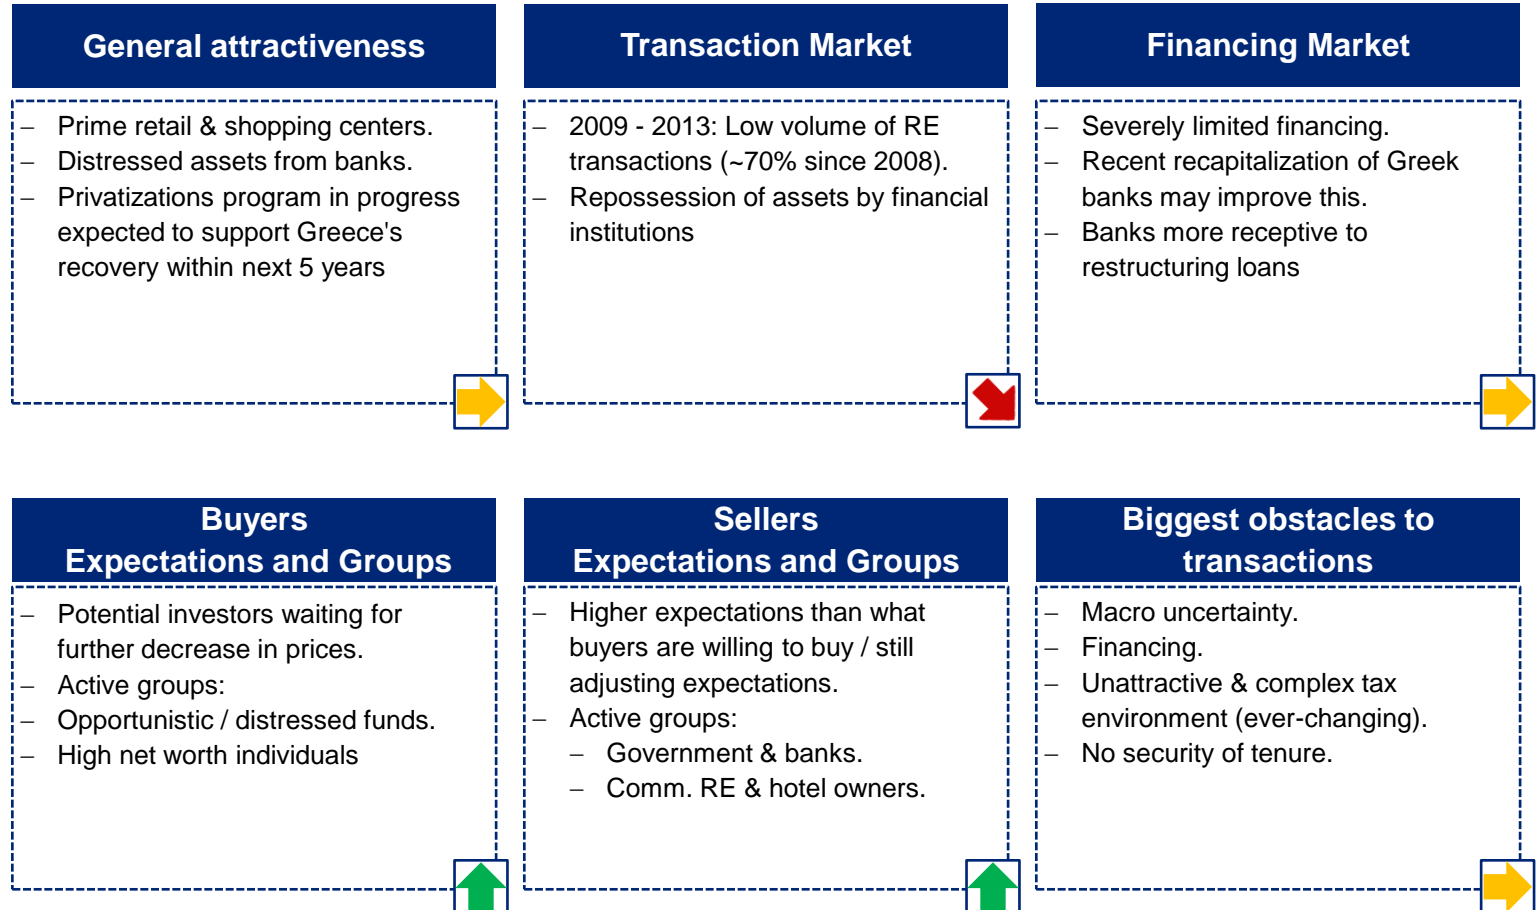 General attractiveness
– Prime retail & shopping centers.
– Distressed assets from banks.
– Privatizations program in progress
expected to support Greece's
recovery within next 5 years
Transaction Market
– 2009 - 2013: Low volume of RE
transactions (~70% since 2008).
– Repossession of assets by financial
institutions
Financing Market
– Severely limited financing.
– Recent recapitalization of Greek
banks may improve this.
– Banks more receptive to
restructuring loans
Buyers
Expectations and Groups
– Potential investors waiting for
further decrease in prices.
– Active groups:
– Opportunistic / distressed funds.
– High net worth individuals
Sellers
Expectations and Groups
– Higher expectations than what
buyers are willing to buy / still
adjusting expectations.
– Active groups:
– Government & banks.
– Comm. RE & hotel owners.
Biggest obstacles to
transactions
– Macro uncertainty.
– Financing.
– Unattractive & complex tax
environment (ever-changing).
– No security of tenure.